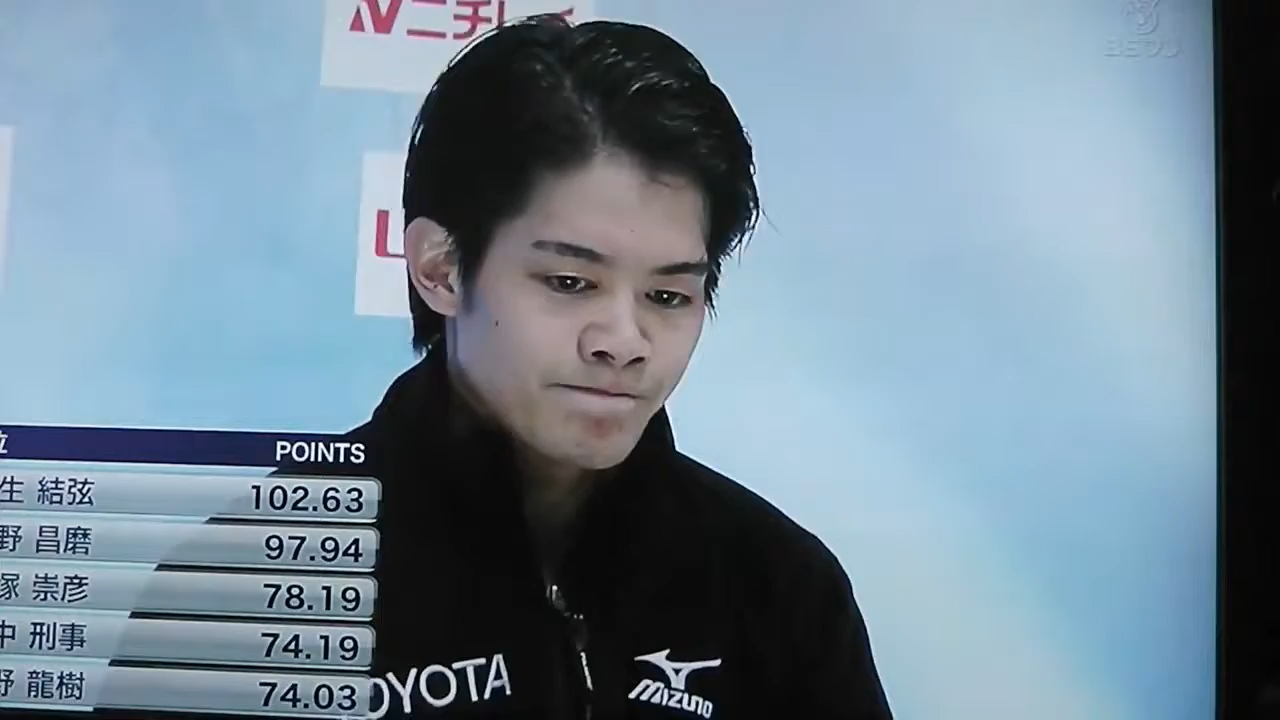 ニチレイ
L
位 POINTS
生 結弦 102.63
野 昌磨 97.94
塚 崇彦 78.19
中 刑事 74.19
野 龍樹 74.03
OYOTA
MIZUNO